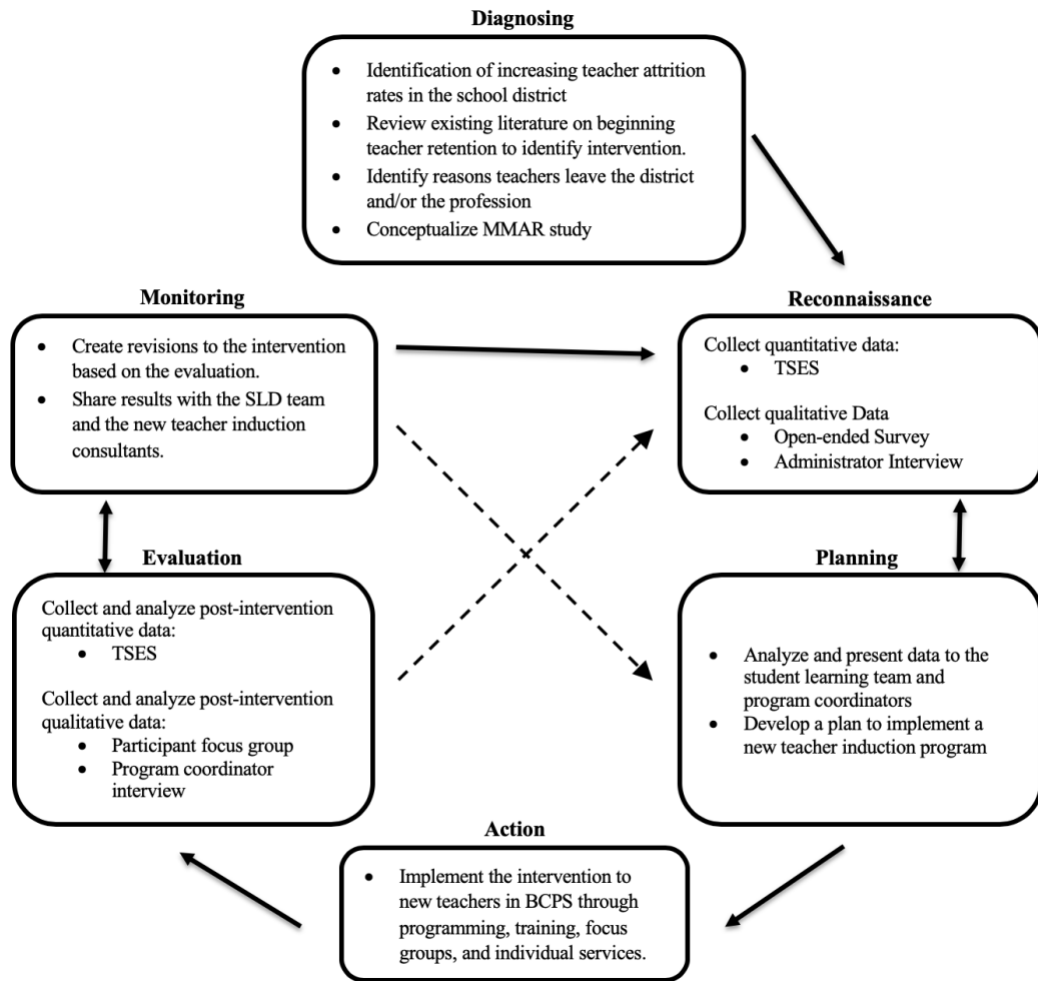 Diagnosing
• Identification of increasing teacher attrition
rates in the school district
• Review existing literature on beginning
teacher retention to identify intervention.
• Identify reasons teachers leave the district
and/or the profession
• Conceptualize MMAR study
Monitoring
• Create revisions to the intervention
based on the evaluation.
• Share results with the SLD team
and the new teacher induction
consultants.
Reconnaissance
Collect quantitative data:
• TSES
Collect qualitative Data
• Open-ended Survey
• Administrator Interview
Evaluation
Collect and analyze post-intervention
quantitative data:
• TSES
Collect and analyze post-intervention
qualitative data:
• Participant focus group
• Program coordinator
interview
Planning
• Analyze and present data to the
student learning team and
program coordinators
• Develop a plan to implement a
new teacher induction program
Action
• Implement the intervention to
new teachers in BCPS through
programming, training, focus
groups, and individual services.